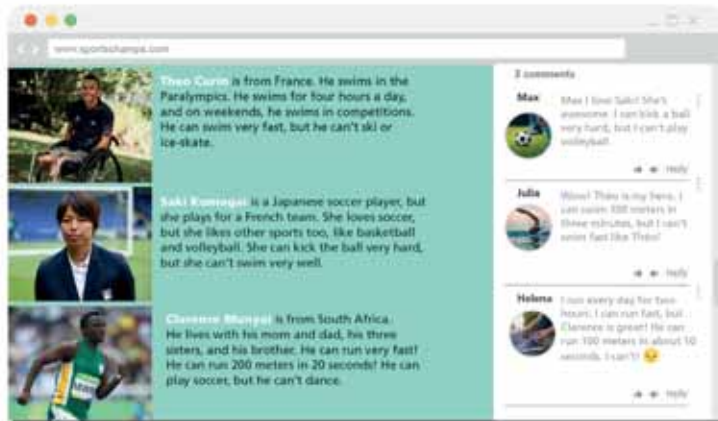 www.sportschamps.com
Theo Curin is from France. He swims in the
Paralympics. He swims for four hours a day,
and on weekends, he swims in competitions.
He can swim very fast, but he can't ski or
ice-skate.
Saki Kumagai is a Japanese soccer player, but
she plays for a French team. She loves soccer,
but she likes other sports too, like basketball
and volleyball. She can kick the ball very hard,
but she can't swim very well.
Clarence Munyai is from South Africa.
He lives with his mom and dad, his three
sisters, and his brother. He can run very fast!
He can run 200 meters in 20 seconds! He can
play soccer, but he can't dance.
3 comments
Max
Max I love Saki! She's
awesome. I can kick a ball
very hard, but I can't play
volleyball.
reply
Julia
Wow! Théo is my hero. I
can swim 100 meters in
three minutes, but I can't
swim fast like Théo!
reply
Helena
I run every day for two
hours. I can run fast, but
Clarence is great! He can
run 100 meters in about 10
seconds. I can't! 😔
reply